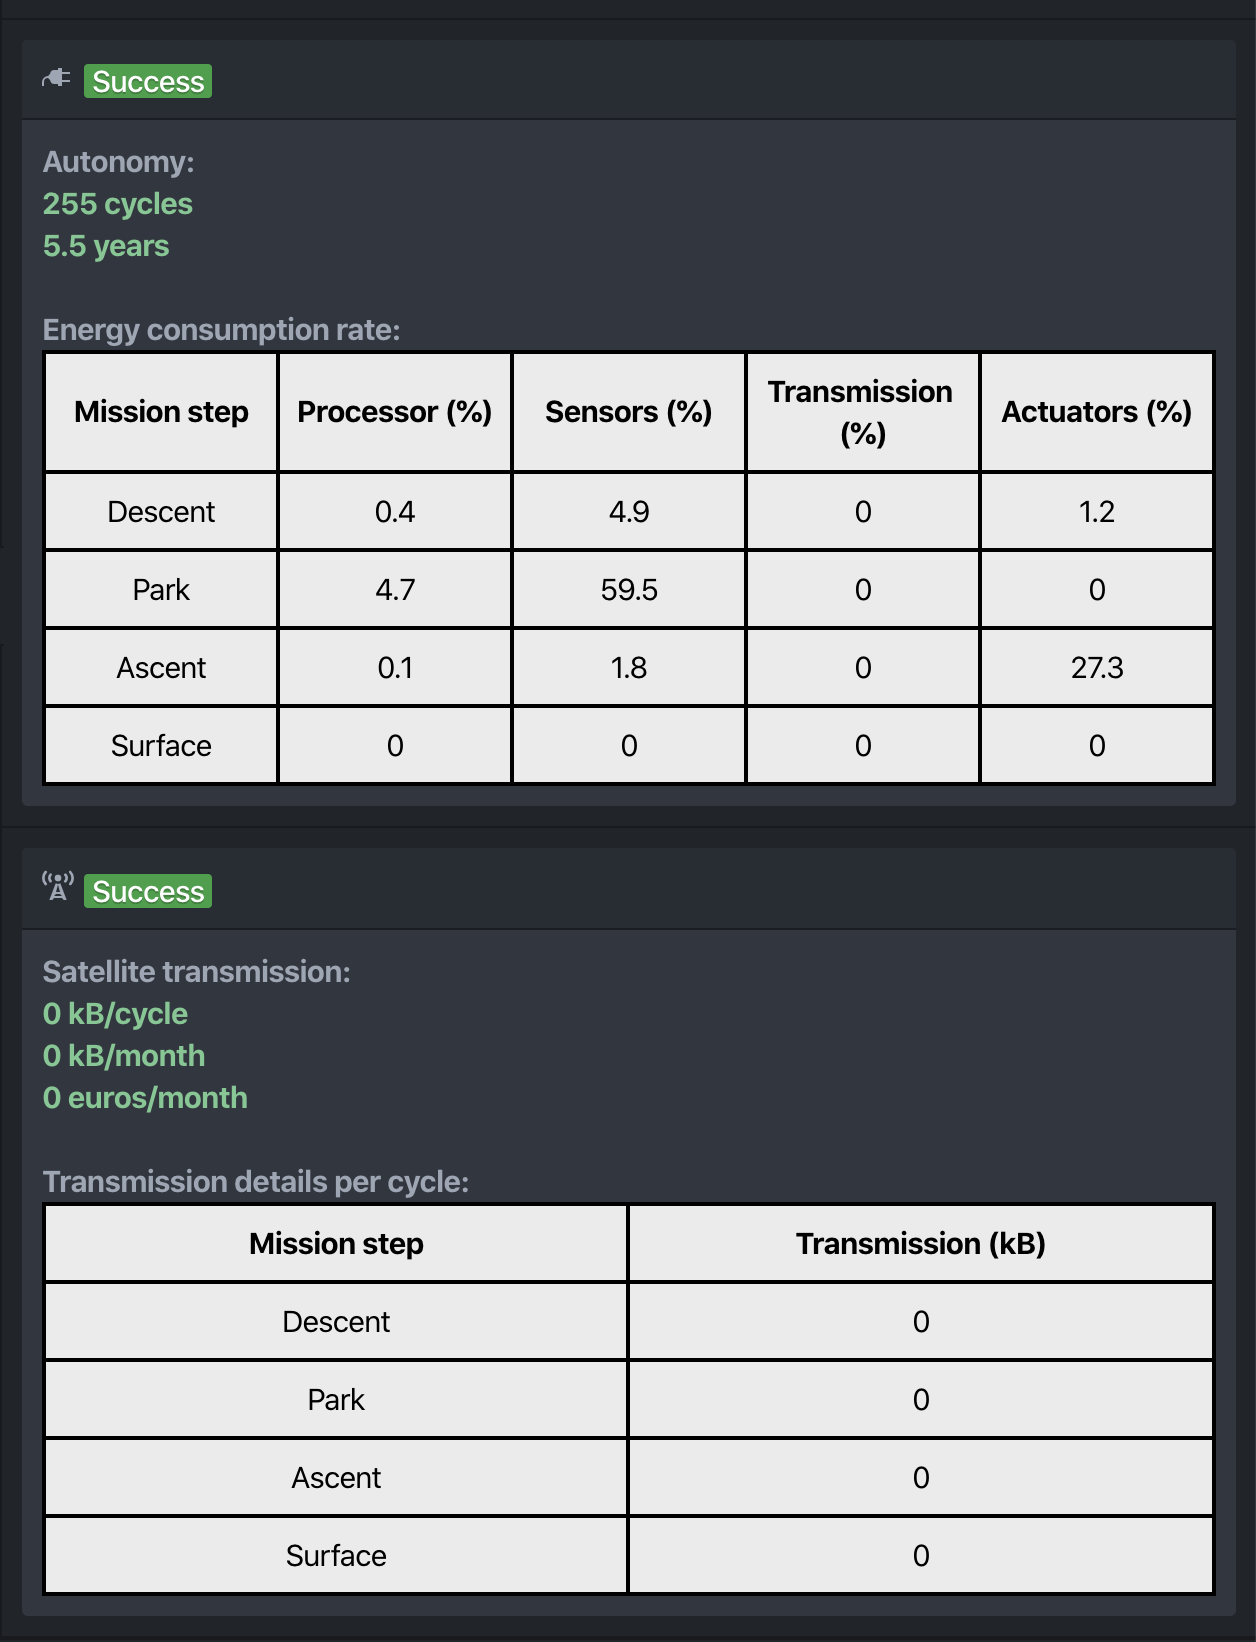 Success
Autonomy:
255 cycles
5.5 years
Energy consumption rate:
Mission step Processor (%) Sensors (%) Transmission (%) Actuators (%)
Descent 0.4 4.9 0 1.2
Park 4.7 59.5 0 0
Ascent 0.1 1.8 0 27.3
Surface 0 0 0 0
Success
Satellite transmission:
0 kB/cycle
0 kB/month
0 euros/month
Transmission details per cycle:
Mission step Transmission (kB)
Descent 0
Park 0
Ascent 0
Surface 0